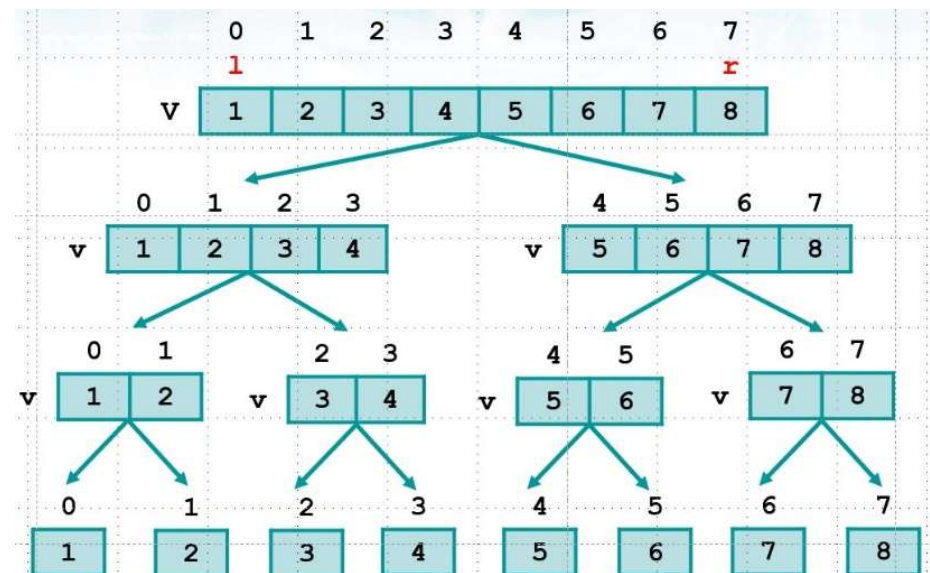 0 1 2 3 4 5 6 7
l r
V 1 2 3 4 5 6 7 8
0 1 2 3 4 5 6 7
v 1 2 3 4 v 5 6 7 8
0 1 2 3 4 5 6 7
v 1 2 v 3 4 v 5 6 v 7 8
0 1 2 3 4 5 6 7
1 2 3 4 5 6 7 8